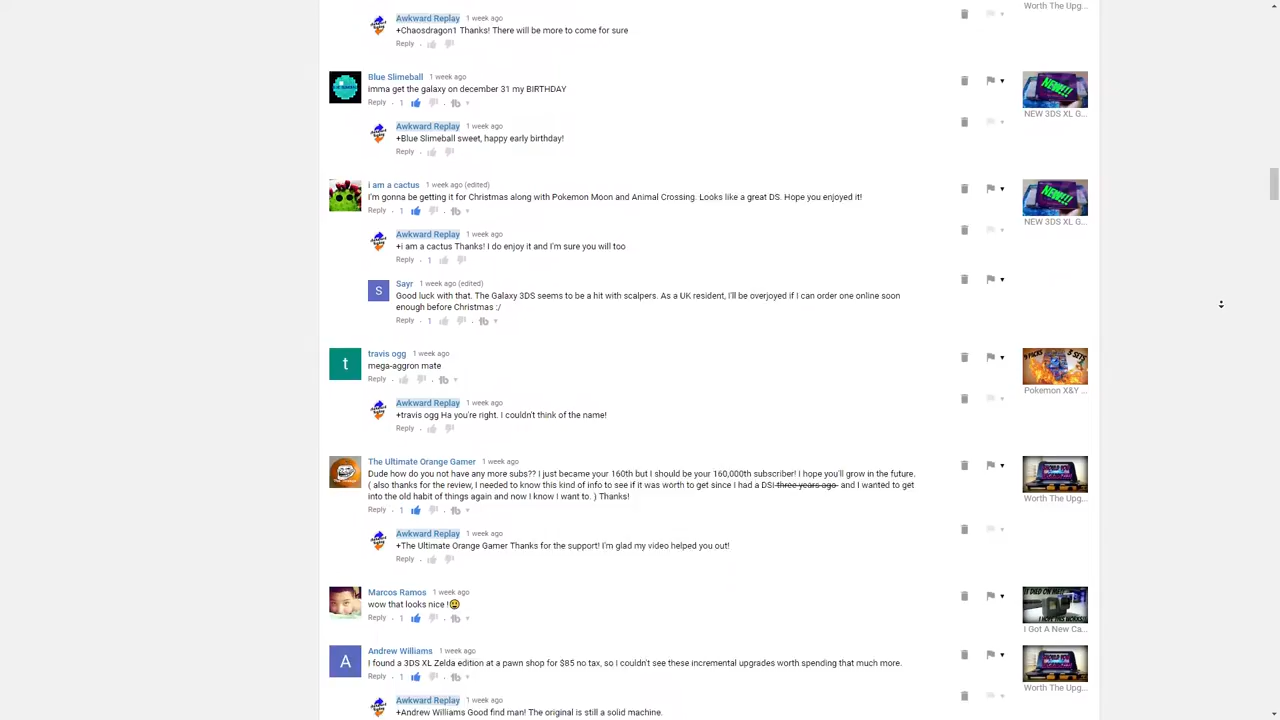 Awkward Replay 1 week ago
Worth The Upg...
+Chaosdragon1 Thanks! There will be more to come for sure
Reply
Blue Slimeball 1 week ago
imma get the galaxy on december 31 my BIRTHDAY
Reply 1
NEW!!!
NEW 3DS XL G...
Awkward Replay 1 week ago
+Blue Slimeball sweet, happy early birthday!
Reply
i am a cactus 1 week ago (edited)
I'm gonna be getting it for Christmas along with Pokemon Moon and Animal Crossing. Looks like a great DS. Hope you enjoyed it!
Reply 1
NEW!!!
NEW 3DS XL G...
Awkward Replay 1 week ago
+i am a cactus Thanks! I do enjoy it and I'm sure you will too
Reply 1
S
Sayr 1 week ago (edited)
Good luck with that. The Galaxy 3DS seems to be a hit with scalpers. As a UK resident, I'll be overjoyed if I can order one online soon
enough before Christmas :/
Reply 1
t
travis ogg 1 week ago
mega-aggron mate
Reply
PACKS 3 SETS
Pokemon X&Y ...
Awkward Replay 1 week ago
+travis ogg Ha you're right. I couldn't think of the name!
Reply
The Ultimate Orange Gamer 1 week ago
Dude how do you not have any more subs?? I just became your 160th but I should be your 160,000th subscriber! I hope you'll grow in the future.
( also thanks for the review, I needed to know this kind of info to see if it was worth to get since I had a DSI three years ago and I wanted to get
into the old habit of things again and now I know I want to. ) Thanks!
Reply 1
Worth The Upg...
Awkward Replay 1 week ago
+The Ultimate Orange Gamer Thanks for the support! I'm glad my video helped you out!
Reply
Marcos Ramos 1 week ago
wow that looks nice !
Reply 1
I Got A New Ca...
A
Andrew Williams 1 week ago
I found a 3DS XL Zelda edition at a pawn shop for $85 no tax, so I couldn't see these incremental upgrades worth spending that much more.
Reply 1
Worth The Upg...
Awkward Replay 1 week ago
+Andrew Williams Good find man! The original is still a solid machine.